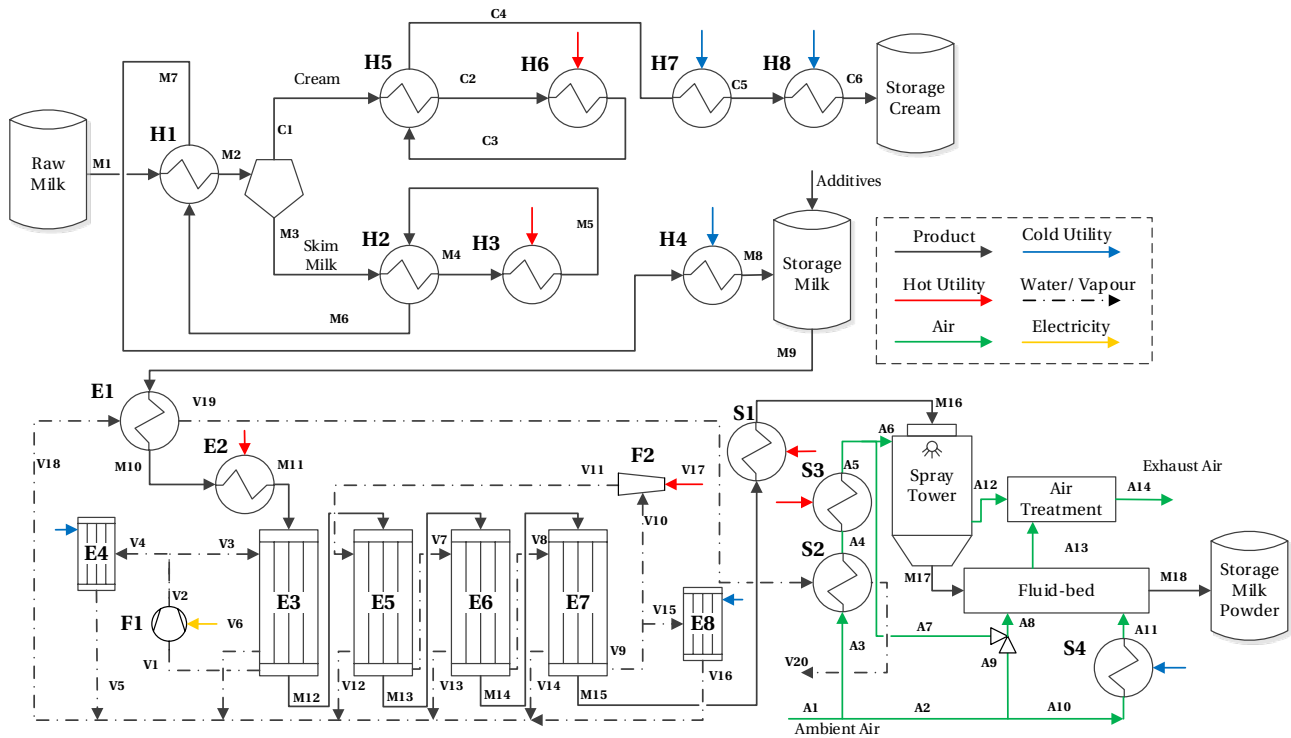 C4
H5
H6
H7
H8
M7
Cream
C2
C5
C6
Storage
Cream
H1
C1
C3
Raw
Milk
M1
M2
Additives
M3
Skim
Milk
H2
M4
H3
M5
H4
M8
Storage
Milk
M6
M9
Product
Cold Utility
Hot Utility
Water/ Vapour
Air
Electricity
E1
V19
E2
M10
M11
V18
V11
F2
V17
V10
S1
M16
A6
S3
A5
Spray
Tower
A12
Air
Treatment
Exhaust Air
A14
E4
V4
V3
V7
V8
S2
A4
A13
M17
Fluid-bed
M18
Storage
Milk
Powder
F1
V2
V6
V1
E3
E5
E6
E7
V15
E8
V9
A3
A7
A8
A9
A11
S4
V5
V12
V13
V14
V16
V20
M12
M13
M14
M15
A1
A2
A10
Ambient Air